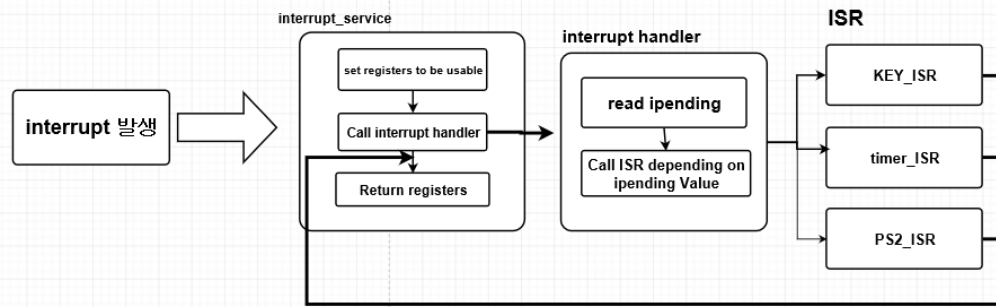 interrupt 발생
interrupt_service
set registers to be usable
Call interrupt handler
Return registers
interrupt handler
read ipending
Call ISR depending on
ipending Value
ISR
KEY_ISR
timer_ISR
PS2_ISR